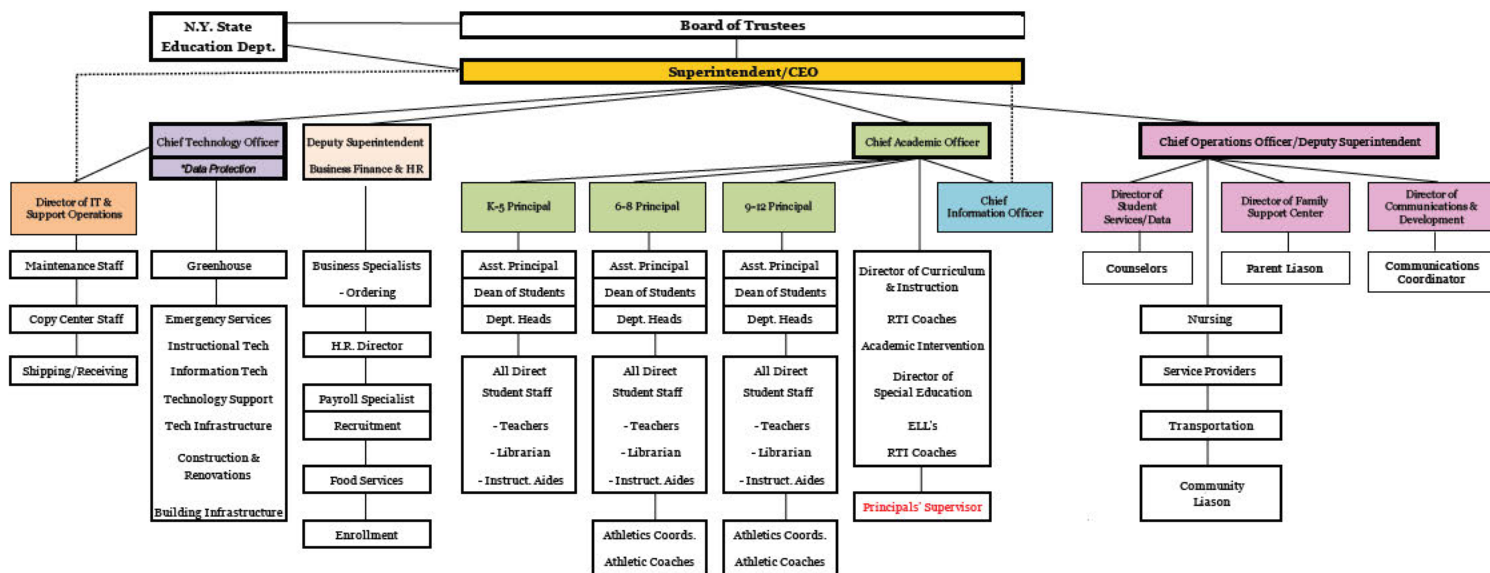 N.Y. State
Education Dept.
Board of Trustees
Superintendent/CEO
Chief Technology Officer
*Data Protection
Deputy Superintendent
Business Finance & HR
Chief Academic Officer
Chief Operations Officer/Deputy Superintendent
Director of IT &
Support Operations
K-5 Principal
6-8 Principal
9-12 Principal
Chief
Information Officer
Director of
Student
Services/Data
Director of Family
Support Center
Director of
Communications &
Development
Maintenance Staff
Copy Center Staff
Shipping/Receiving
Greenhouse
Emergency Services
Instructional Tech
Information Tech
Technology Support
Tech Infrastructure
Construction &
Renovations
Building Infrastructure
Business Specialists
- Ordering
H.R. Director
Payroll Specialist
Recruitment
Food Services
Enrollment
Asst. Principal
Dean of Students
Dept. Heads
All Direct
Student Staff
- Teachers
- Librarian
- Instruct. Aides
Asst. Principal
Dean of Students
Dept. Heads
All Direct
Student Staff
- Teachers
- Librarian
- Instruct. Aides
Athletics Coords.
Athletic Coaches
Asst. Principal
Dean of Students
Dept. Heads
All Direct
Student Staff
- Teachers
- Librarian
- Instruct. Aides
Athletics Coords.
Athletic Coaches
Director of Curriculum
& Instruction
RTI Coaches
Academic Intervention
Director of
Special Education
ELL's
RTI Coaches
Principals' Supervisor
Counselors
Parent Liason
Communications
Coordinator
Nursing
Service Providers
Transportation
Community
Liason